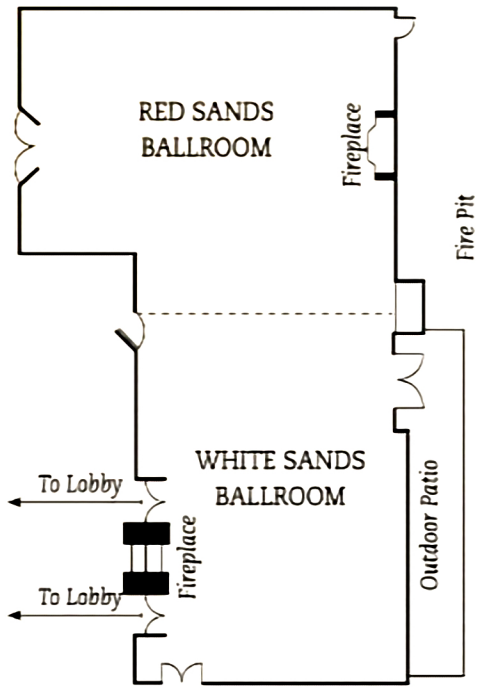 RED SANDS
BALLROOM
Fireplace
Fire Pit
WHITE SANDS
BALLROOM
To Lobby
Fireplace
To Lobby
Outdoor Patio